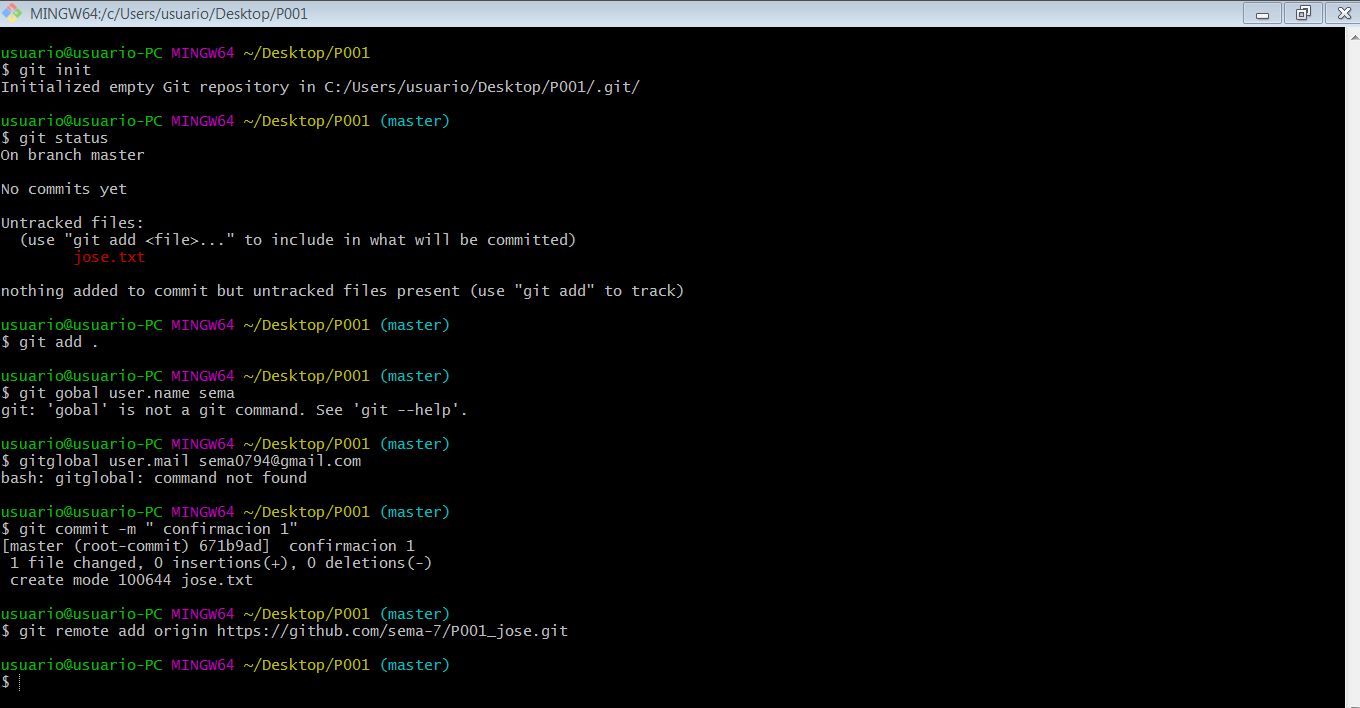 MINGW64:/c/Users/usuario/Desktop/P001
usuario@usuario-PC MINGW64 ~/Desktop/P001
$ git init
Initialized empty Git repository in C:/Users/usuario/Desktop/P001/.git/
usuario@usuario-PC MINGW64 ~/Desktop/P001 (master)
$ git status
On branch master
No commits yet
Untracked files:
  (use "git add <file>..." to include in what will be committed)
        jose.txt
nothing added to commit but untracked files present (use "git add" to track)
usuario@usuario-PC MINGW64 ~/Desktop/P001 (master)
$ git add .
usuario@usuario-PC MINGW64 ~/Desktop/P001 (master)
$ git gobal user.name sema
git: 'gobal' is not a git command. See 'git --help'.
usuario@usuario-PC MINGW64 ~/Desktop/P001 (master)
$ gitglobal user.mail sema0794@gmail.com
bash: gitglobal: command not found
usuario@usuario-PC MINGW64 ~/Desktop/P001 (master)
$ git commit -m " confirmacion 1"
[master (root-commit) 671b9ad]  confirmacion 1
 1 file changed, 0 insertions(+), 0 deletions(-)
 create mode 100644 jose.txt
usuario@usuario-PC MINGW64 ~/Desktop/P001 (master)
$ git remote add origin https://github.com/sema-7/P001_jose.git
usuario@usuario-PC MINGW64 ~/Desktop/P001 (master)
$